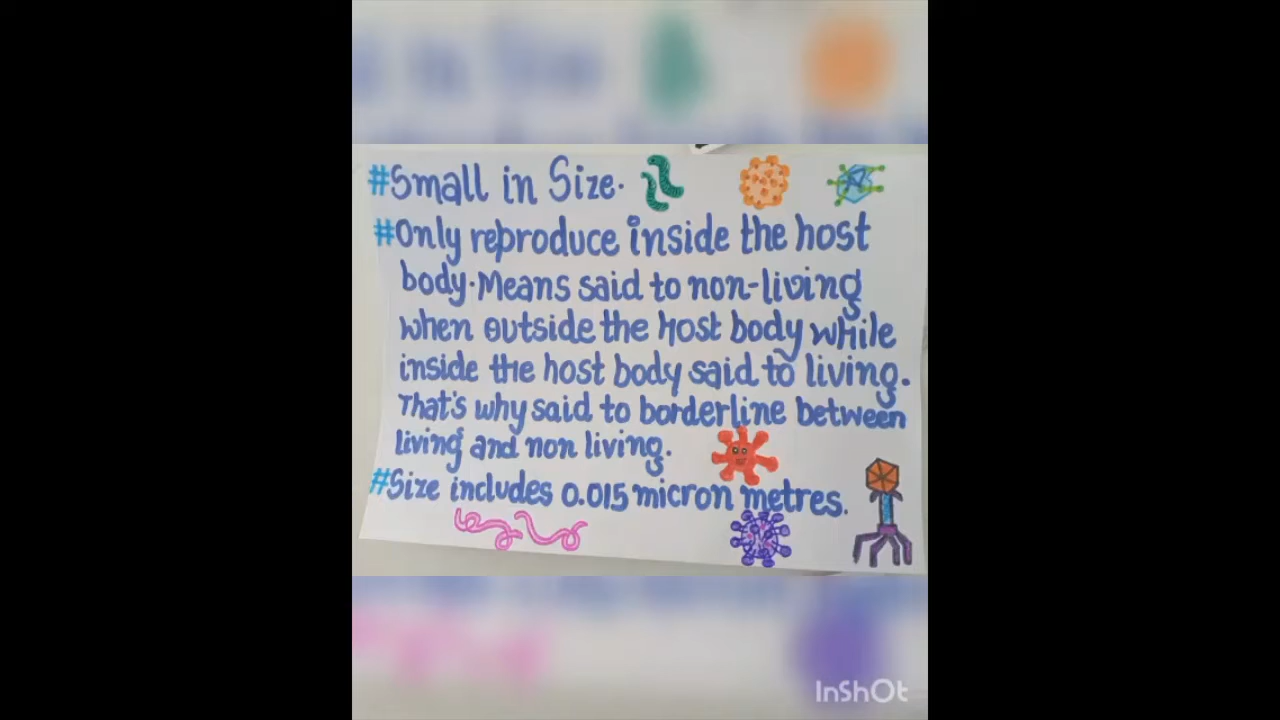 #Small in Size.
#Only reproduce inside the host
body. Means said to non-living
when outside the host body while
inside the host body said to living.
That's why said to borderline between
living and non living.
#Size includes 0.015 micron metres.
InShOt